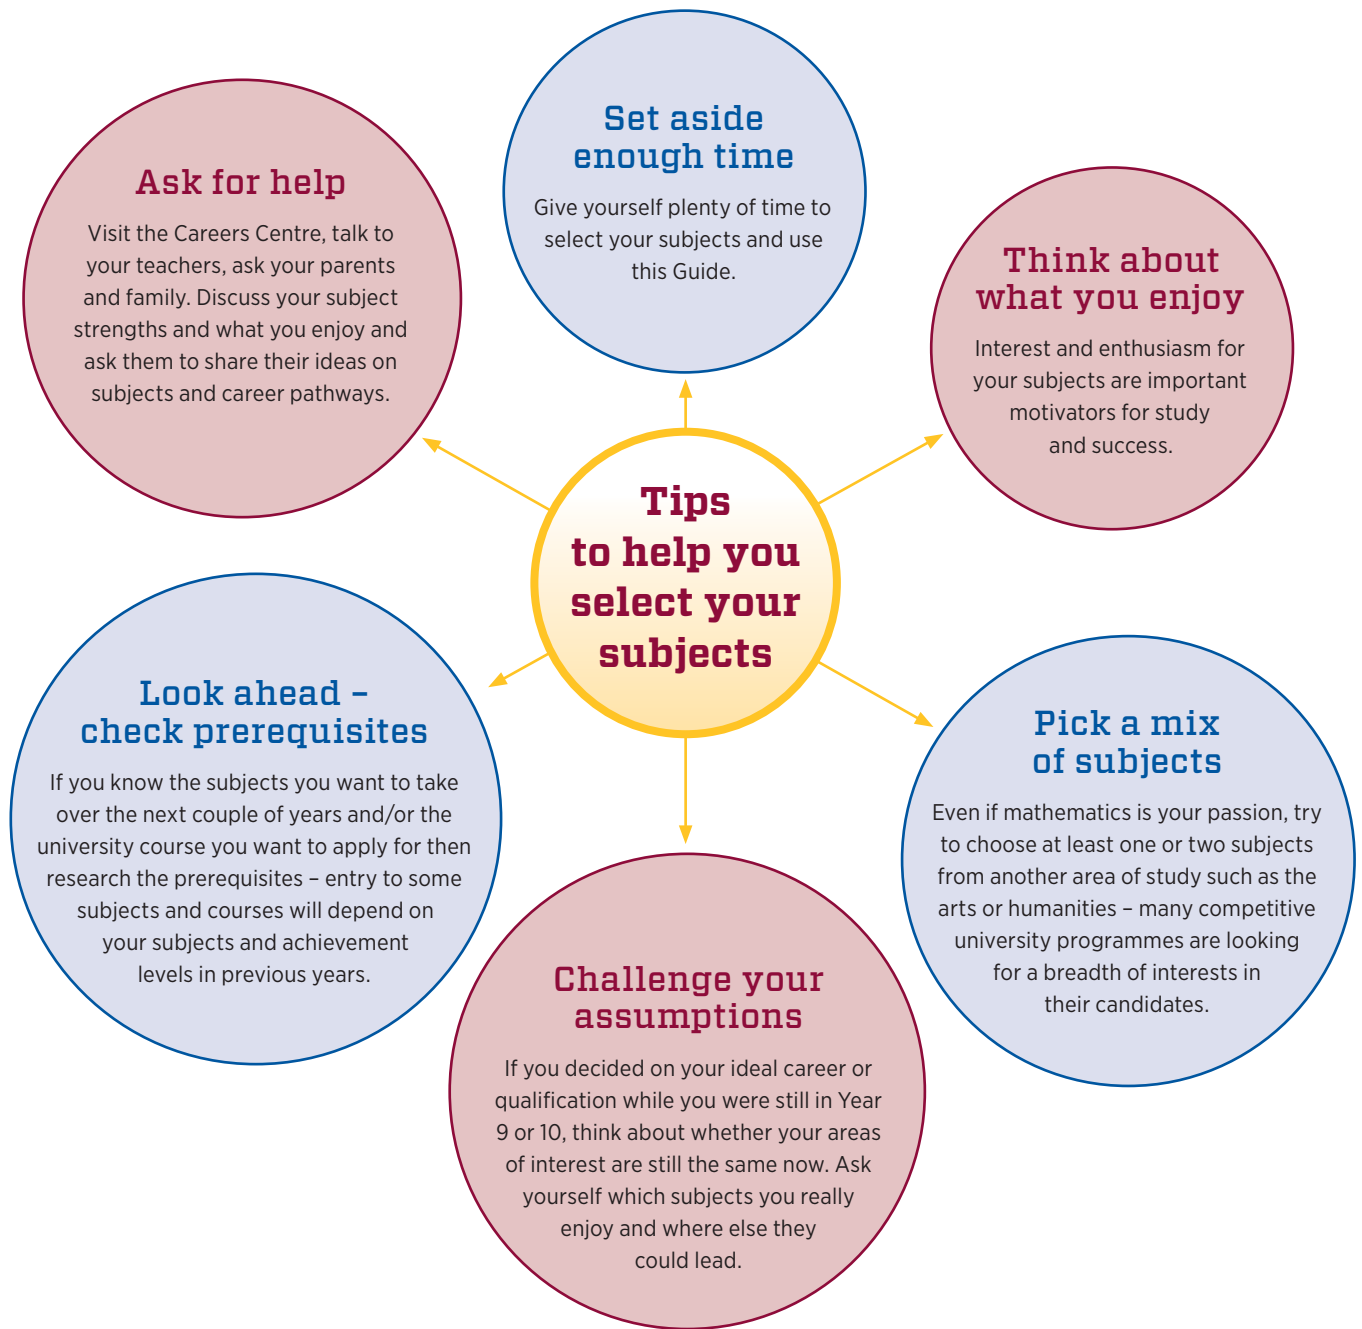 Tips
to help you
select your
subjects
Set aside
enough time
Give yourself plenty of time to
select your subjects and use
this Guide.
Think about
what you enjoy
Interest and enthusiasm for
your subjects are important
motivators for study
and success.
Pick a mix
of subjects
Even if mathematics is your passion, try
to choose at least one or two subjects
from another area of study such as the
arts or humanities – many competitive
university programmes are looking
for a breadth of interests in
their candidates.
Challenge your
assumptions
If you decided on your ideal career or
qualification while you were still in Year
9 or 10, think about whether your areas
of interest are still the same now. Ask
yourself which subjects you really
enjoy and where else they
could lead.
Look ahead –
check prerequisites
If you know the subjects you want to take
over the next couple of years and/or the
university course you want to apply for then
research the prerequisites – entry to some
subjects and courses will depend on
your subjects and achievement
levels in previous years.
Ask for help
Visit the Careers Centre, talk to
your teachers, ask your parents
and family. Discuss your subject
strengths and what you enjoy and
ask them to share their ideas on
subjects and career pathways.